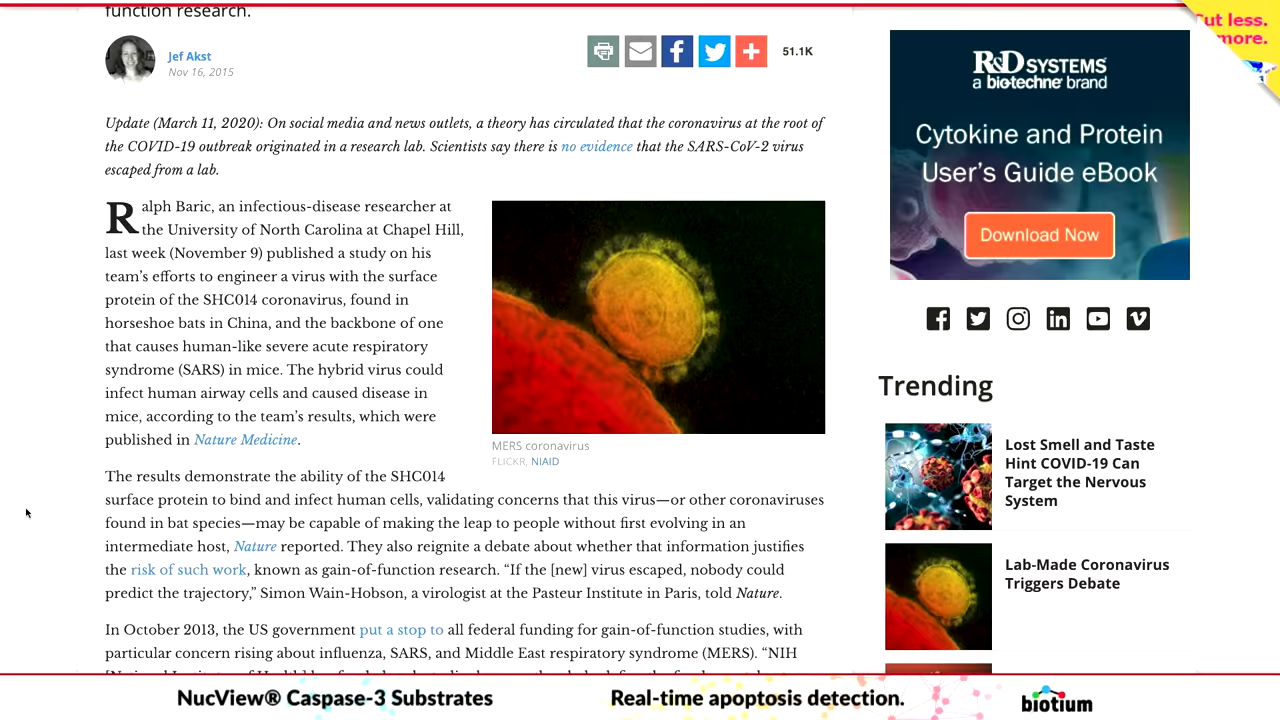 function research.
Jef Akst
Nov 16, 2015
51.1K
Update (March 11, 2020): On social media and news outlets, a theory has circulated that the coronavirus at the root of
the COVID-19 outbreak originated in a research lab. Scientists say there is no evidence that the SARS-CoV-2 virus
escaped from a lab.
Ralph Baric, an infectious-disease researcher at
the University of North Carolina at Chapel Hill,
last week (November 9) published a study on his
team’s efforts to engineer a virus with the surface
protein of the SHC014 coronavirus, found in
horseshoe bats in China, and the backbone of one
that causes human-like severe acute respiratory
syndrome (SARS) in mice. The hybrid virus could
infect human airway cells and caused disease in
mice, according to the team’s results, which were
published in Nature Medicine.
MERS coronavirus
FLICKR, NIAID
The results demonstrate the ability of the SHC014
surface protein to bind and infect human cells, validating concerns that this virus—or other coronaviruses
found in bat species—may be capable of making the leap to people without first evolving in an
intermediate host, Nature reported. They also reignite a debate about whether that information justifies
the risk of such work, known as gain-of-function research. “If the [new] virus escaped, nobody could
predict the trajectory,” Simon Wain-Hobson, a virologist at the Pasteur Institute in Paris, told Nature.
In October 2013, the US government put a stop to all federal funding for gain-of-function studies, with
particular concern rising about influenza, SARS, and Middle East respiratory syndrome (MERS). “NIH
less.
more.
R&D SYSTEMS
a biotechne brand
Cytokine and Protein
User’s Guide eBook
Download Now
Trending
Lost Smell and Taste
Hint COVID-19 Can
Target the Nervous
System
Lab-Made Coronavirus
Triggers Debate
NucView® Caspase-3 Substrates
Real-time apoptosis detection.
biotium